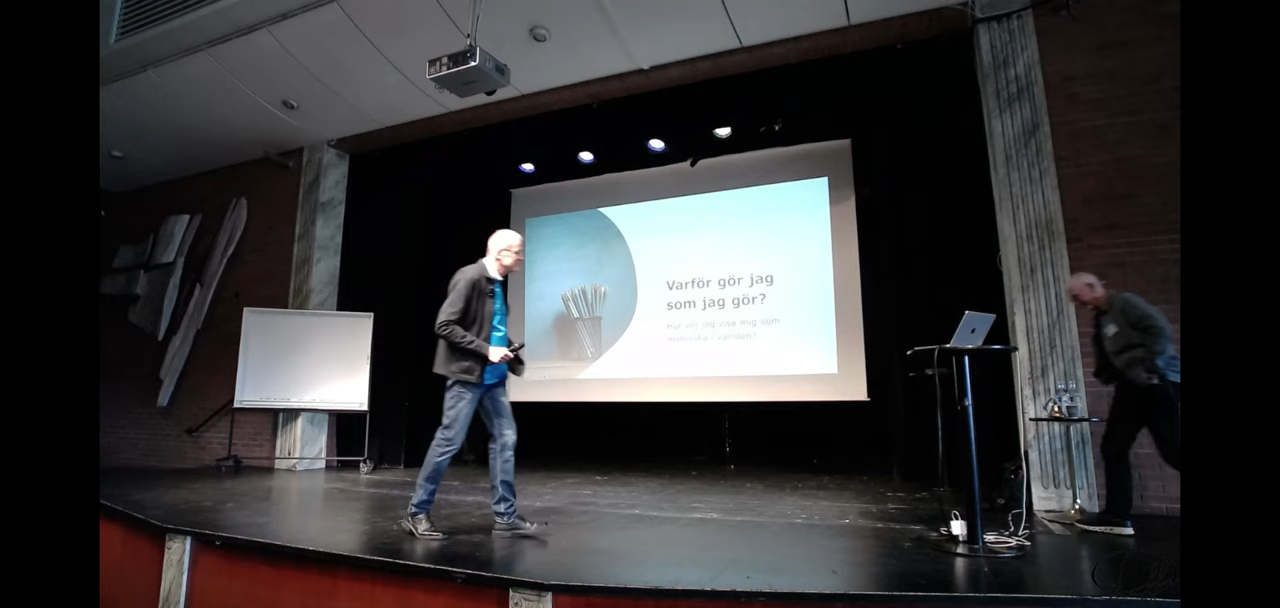 Varför gör jag
som jag gör?
Hur vill jag visa mig som
människa i världen?